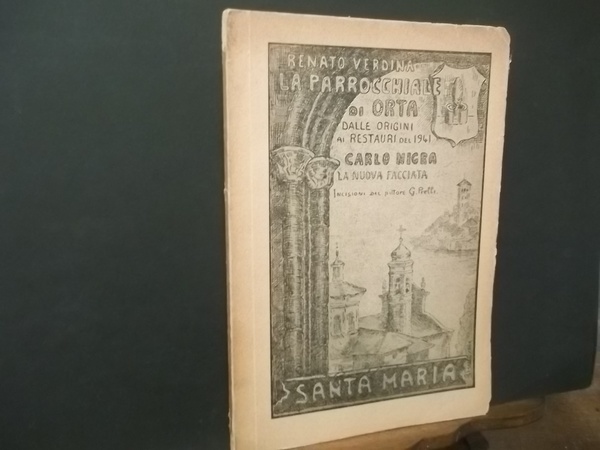 RENATO VERDINA
LA PARROCCHIALE
DI ORTA
DALLE ORIGINI
AI RESTAURI DEL 1941
CARLO NIGRA
LA NUOVA FACCIATA
INCISIONI DEL PITTORE G. Bolli
SANTA MARIA